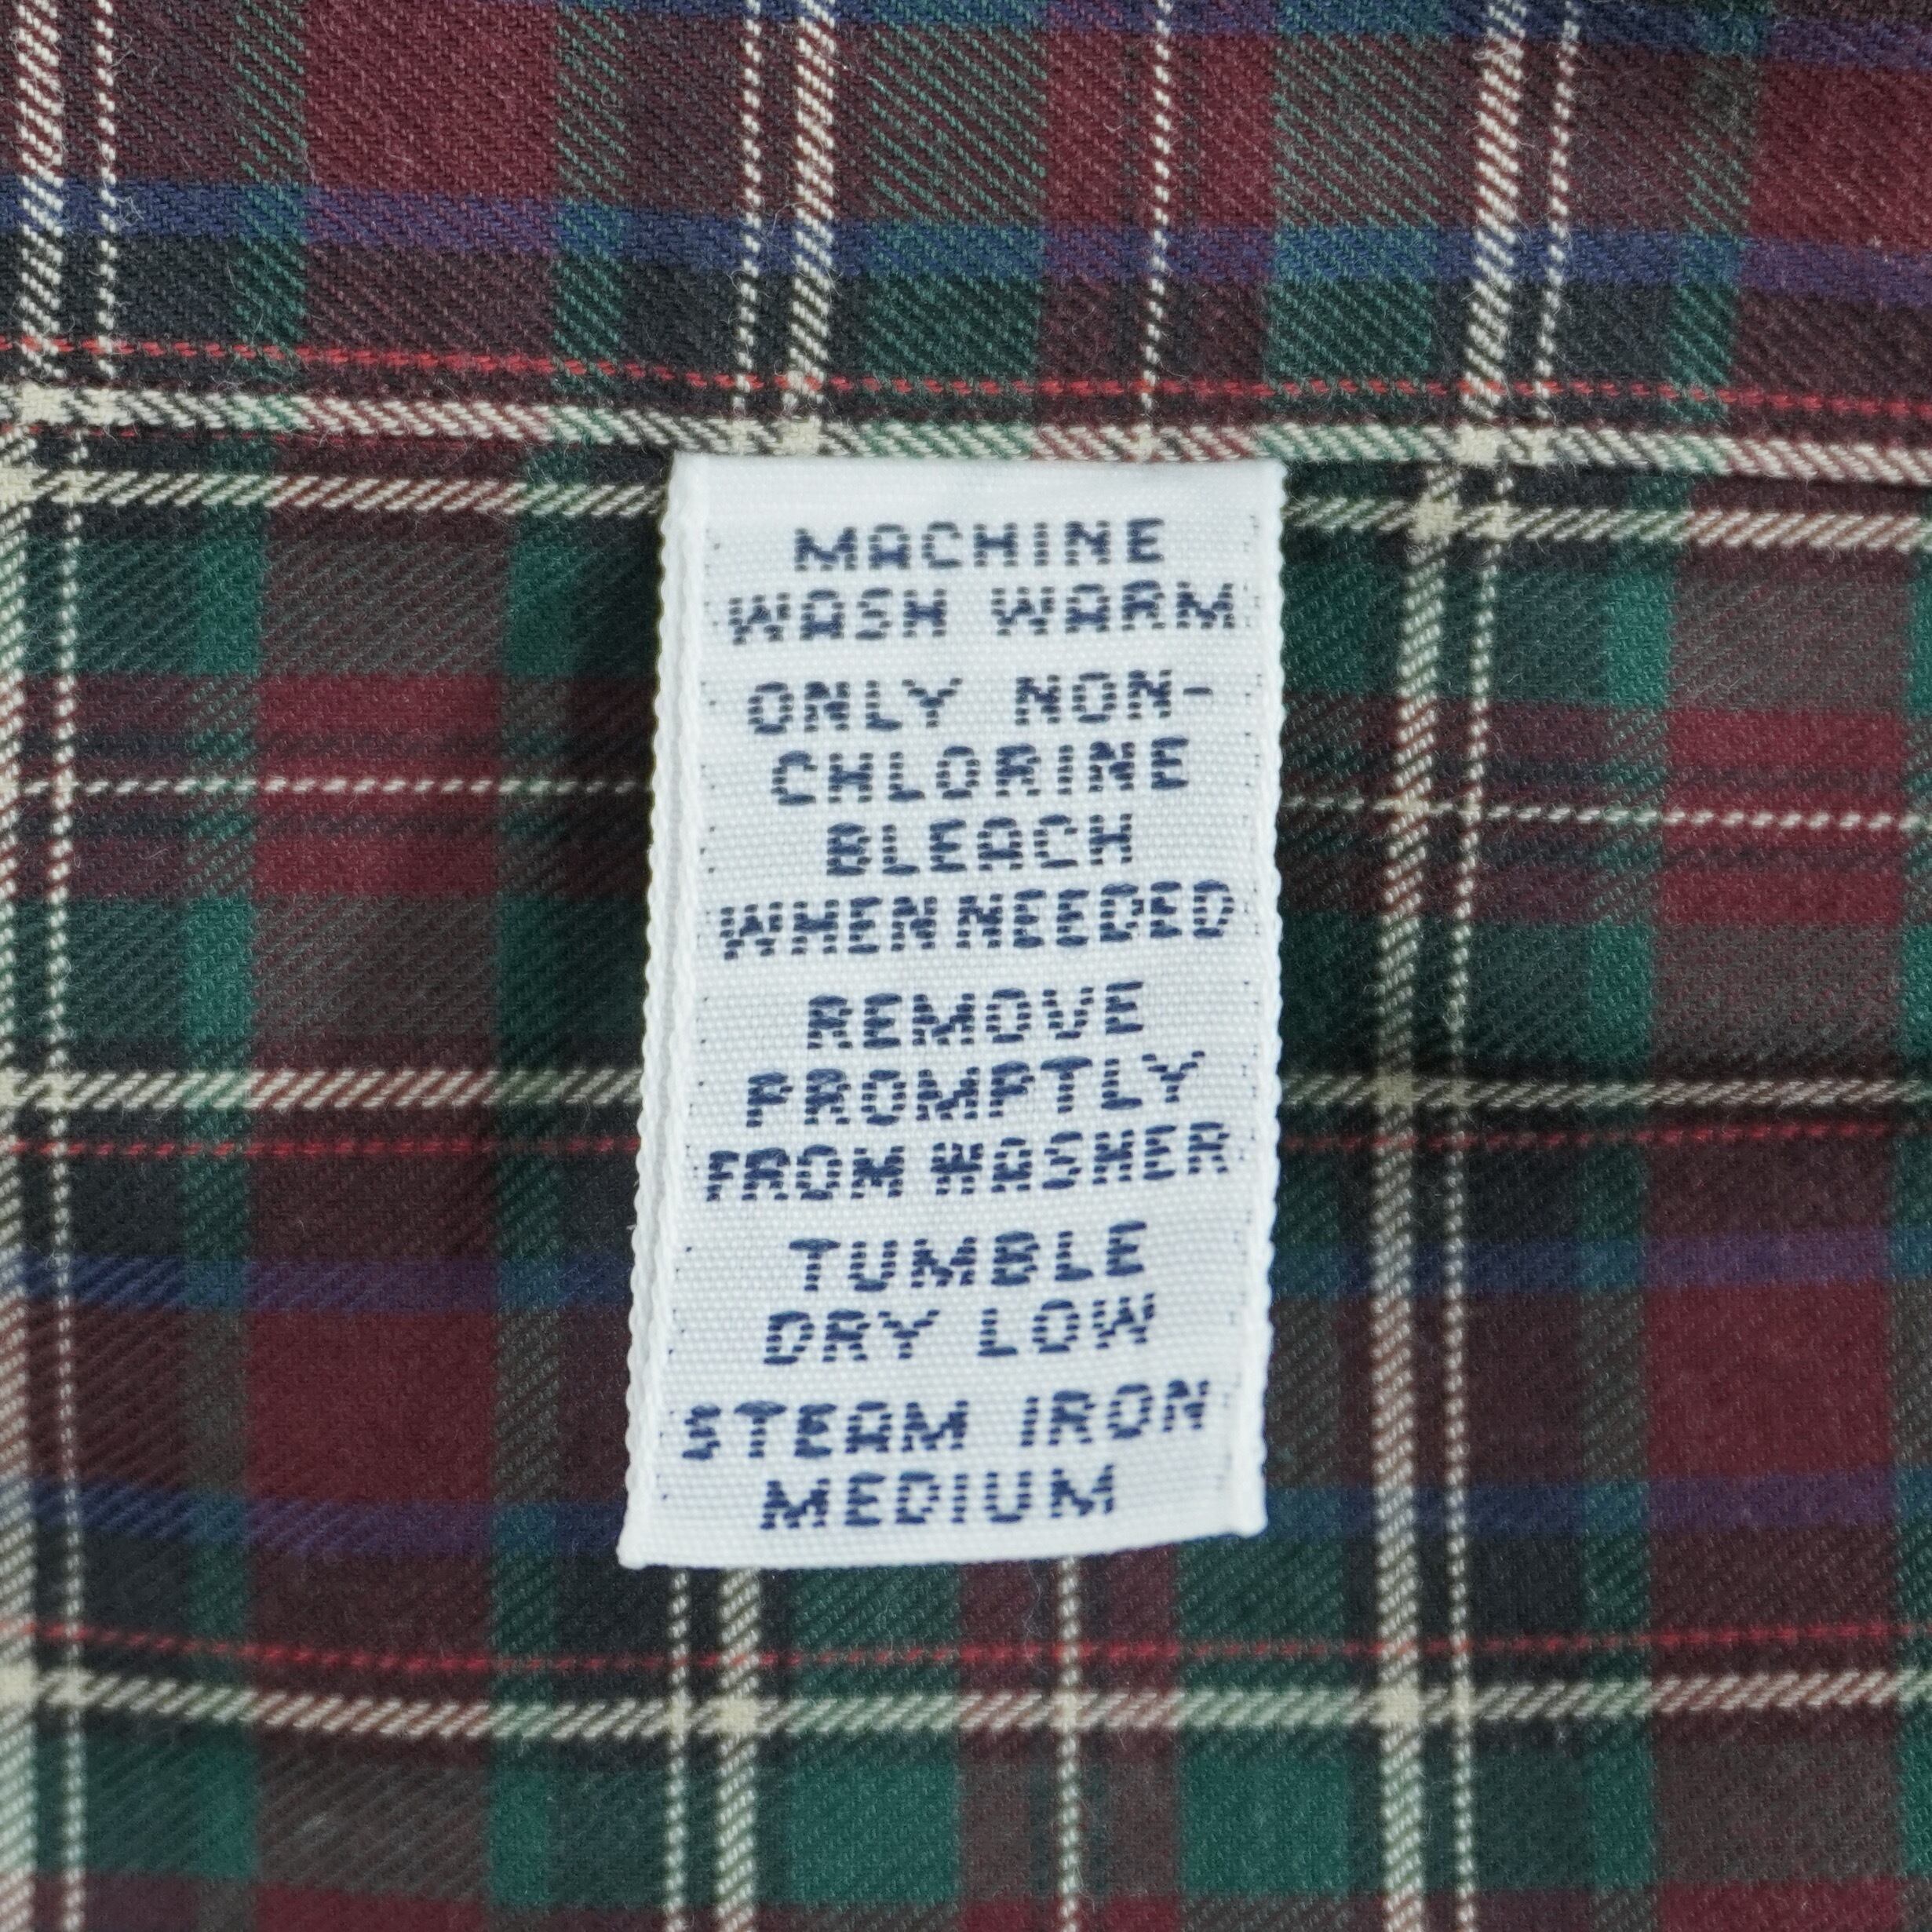 MACHINE
WASH WARM
ONLY NON-
CHLORINE
BLEACH
WHEN NEEDED
REMOVE
PROMPTLY
FROM WASHER
TUMBLE
DRY LOW
STEAM IRON
MEDIUM